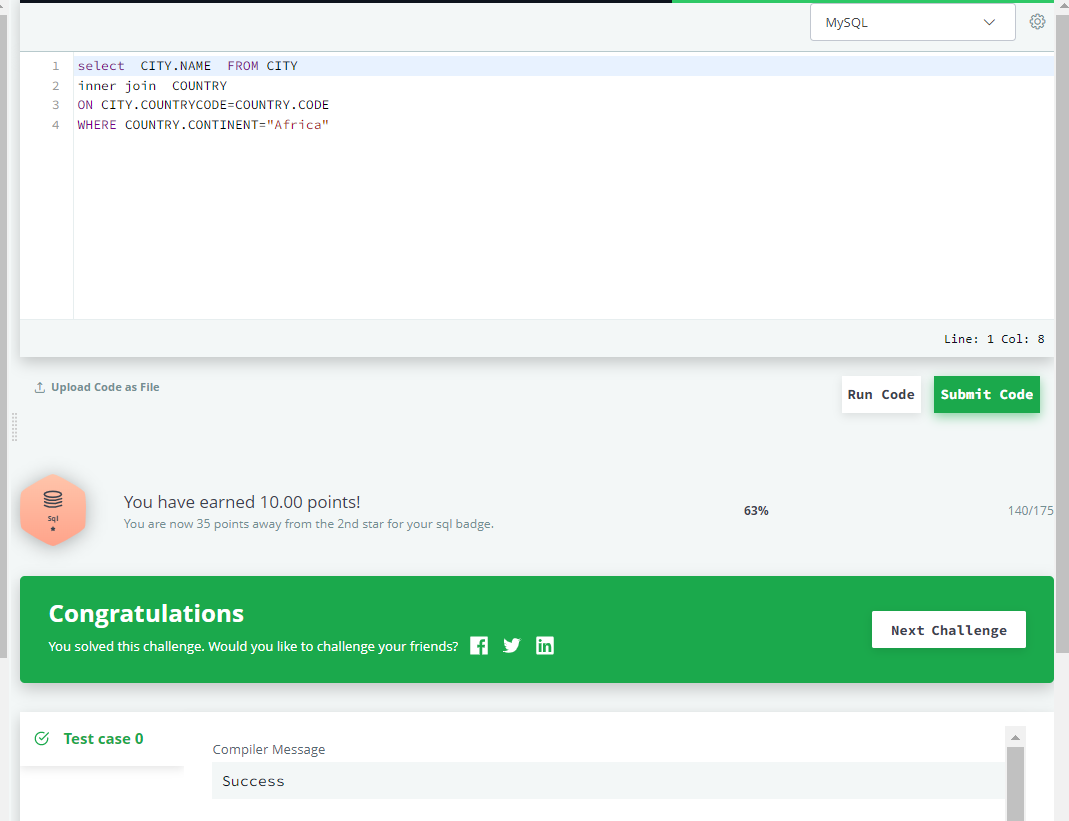 MySQL
1 select  CITY.NAME  FROM CITY
2 inner join  COUNTRY
3 ON CITY.COUNTRYCODE=COUNTRY.CODE
4 WHERE COUNTRY.CONTINENT="Africa"
Line: 1 Col: 8
Upload Code as File
Run Code
Submit Code
Sql
You have earned 10.00 points!
You are now 35 points away from the 2nd star for your sql badge.
63%
140/175
Congratulations
You solved this challenge. Would you like to challenge your friends?
Next Challenge
Test case 0
Compiler Message
Success